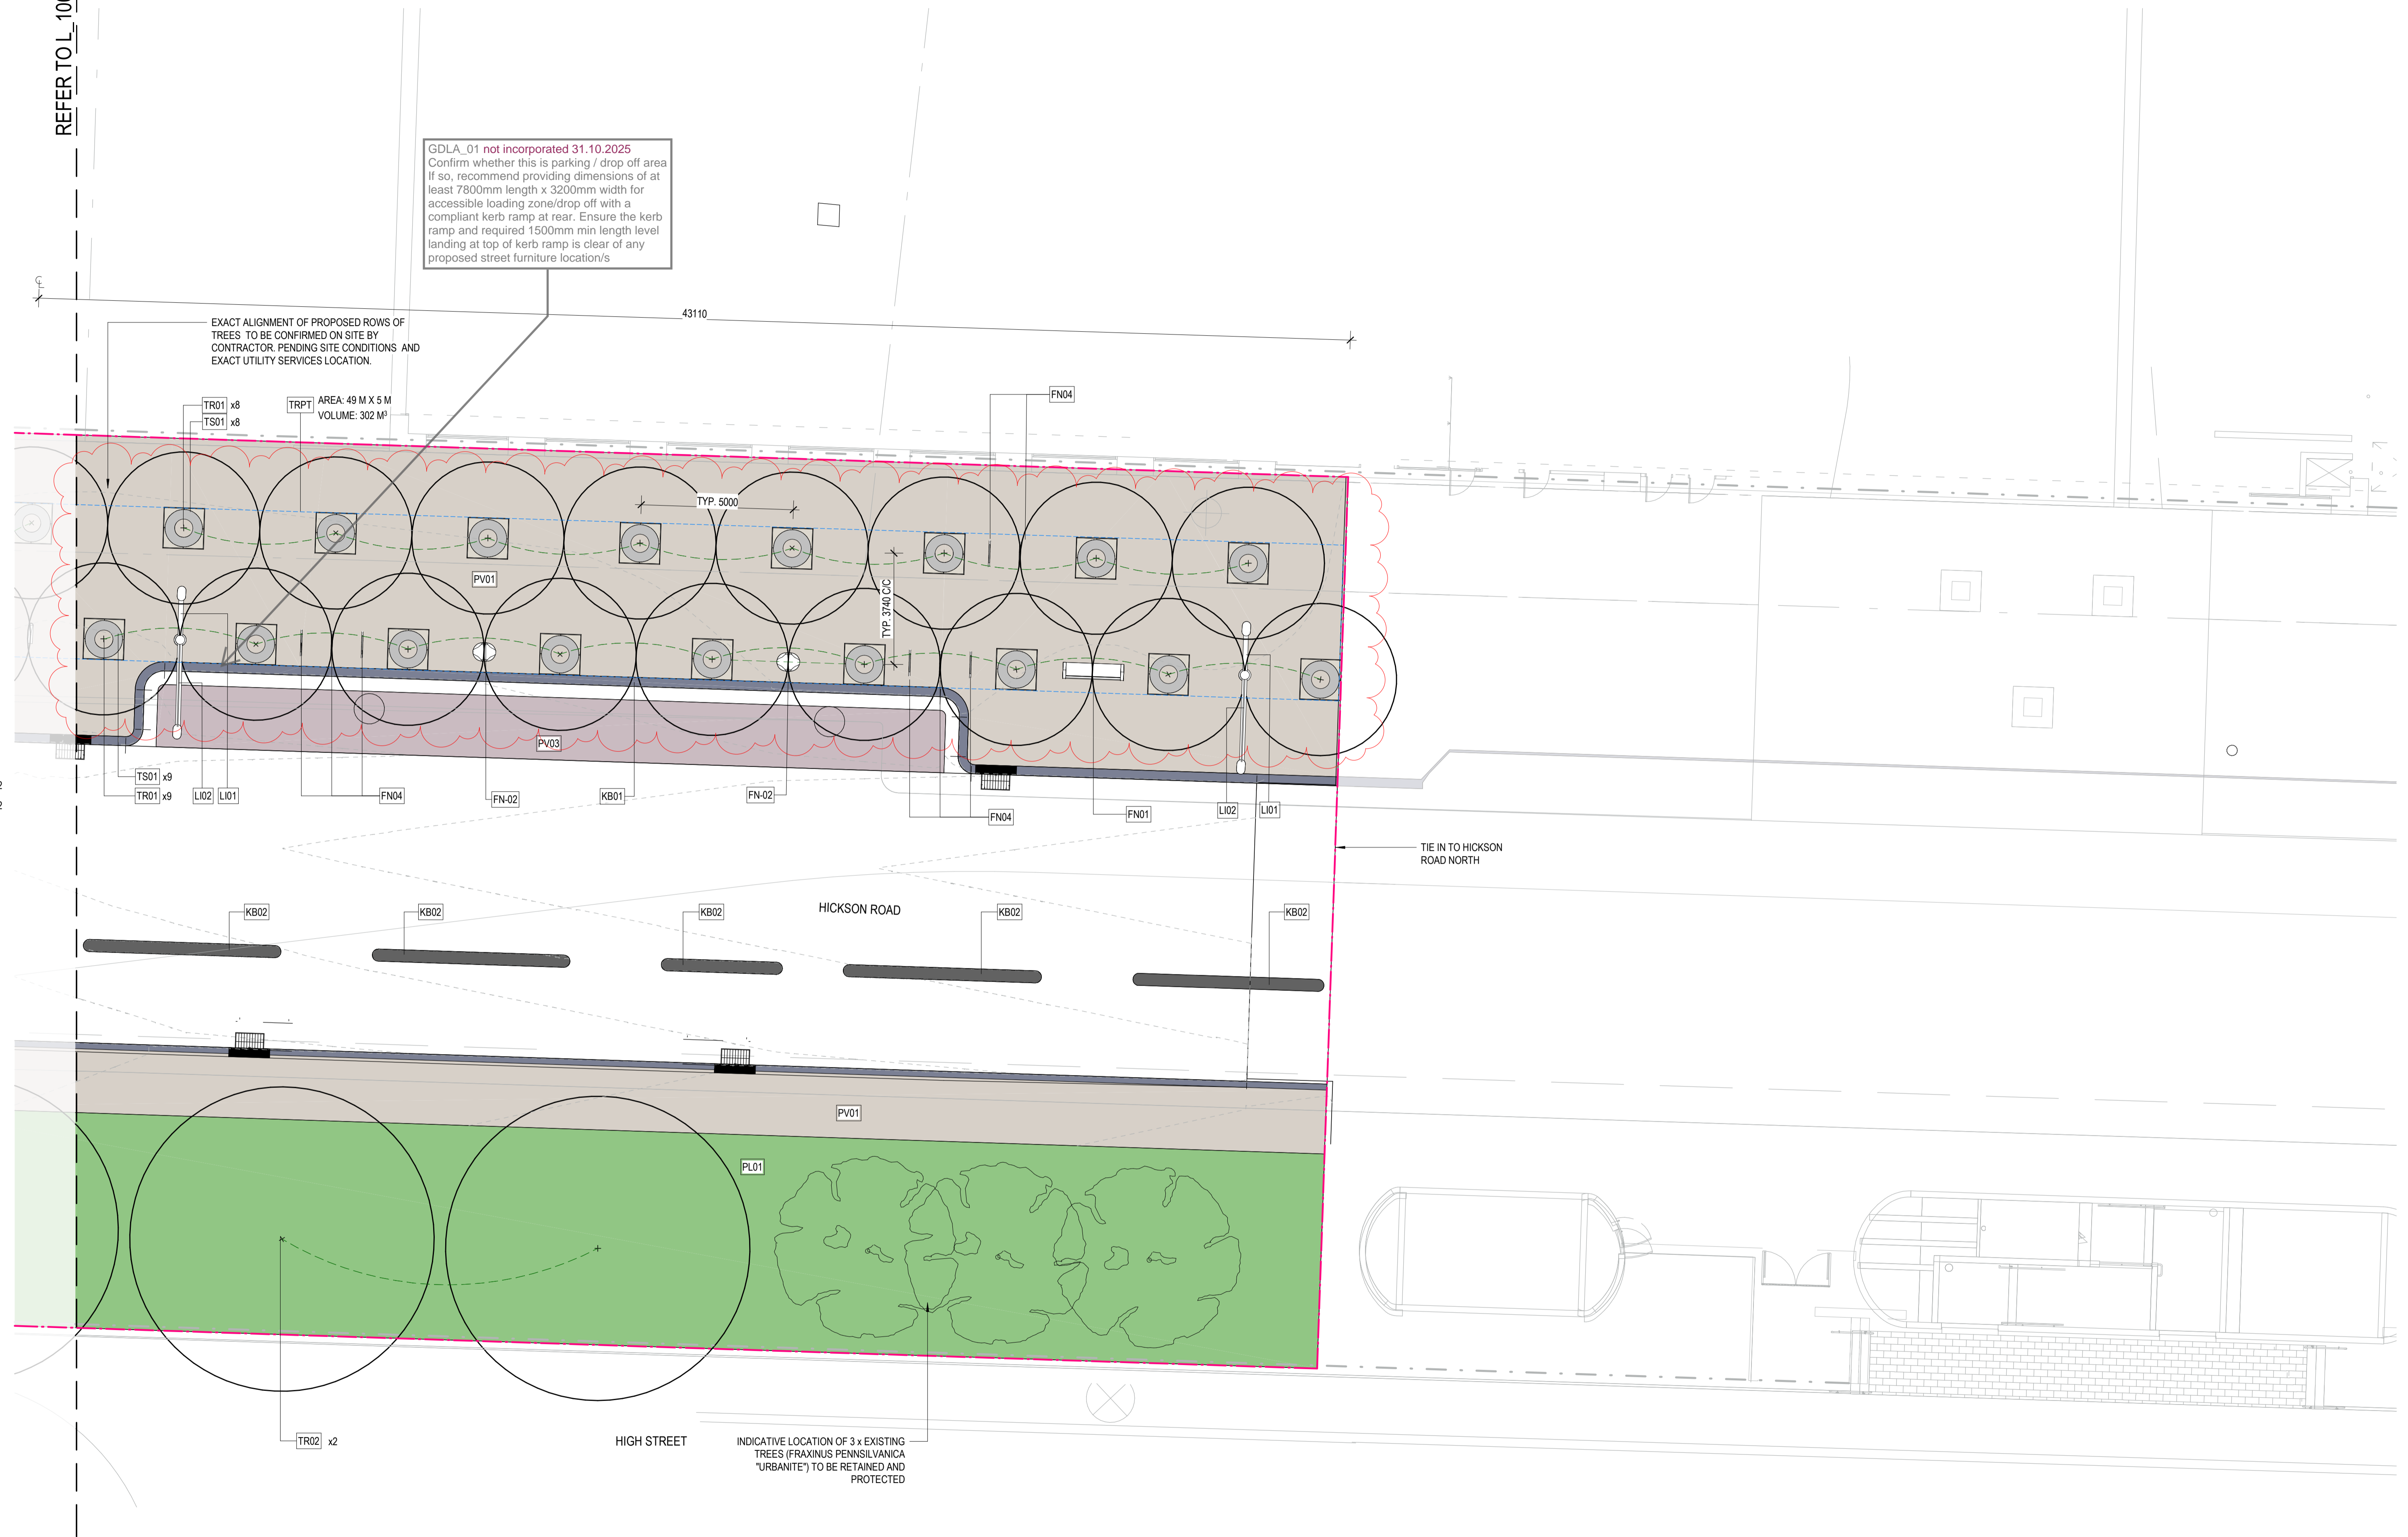 REFER TO L_100
GDLA_01 not incorporated 31.10.2025
Confirm whether this is parking / drop off area
If so, recommend providing dimensions of at
least 7800mm length x 3200mm width for
accessible loading zone/drop off with a
compliant kerb ramp at rear. Ensure the kerb
ramp and required 1500mm min length level
landing at top of kerb ramp is clear of any
proposed street furniture location/s
43110
EXACT ALIGNMENT OF PROPOSED ROWS OF
TREES TO BE CONFIRMED ON SITE BY
CONTRACTOR. PENDING SITE CONDITIONS AND
EXACT UTILITY SERVICES LOCATION.
TR01 x8
TS01 x8
TRPT AREA: 49 M X 5 M
VOLUME: 302 M³
FN04
TYP. 5000
PV01
TYP. 3740 C/C
PV03
TS01 x9
TR01 x9
LI02
LI01
FN04
FN-02
KB01
FN-02
FN04
FN01
LI02
LI01
TIE IN TO HICKSON
ROAD NORTH
KB02
KB02
KB02
HICKSON ROAD
KB02
KB02
PV01
PL01
TR02 x2
HIGH STREET
INDICATIVE LOCATION OF 3 x EXISTING
TREES (FRAXINUS PENNSILVANICA
"URBANITE") TO BE RETAINED AND
PROTECTED